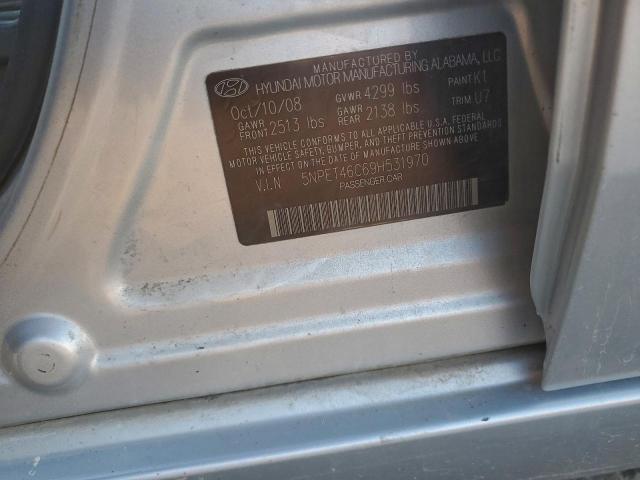 MANUFACTURED BY
HYUNDAI MOTOR MANUFACTURING ALABAMA, LLC
Oct/10/08 GVWR 4299 lbs PAINT: K1
GAWR FRONT 2513 lbs GAWR REAR 2138 lbs TRIM: U7
THIS VEHICLE CONFORMS TO ALL APPLICABLE U.S.A. FEDERAL
MOTOR VEHICLE SAFETY, BUMPER, AND THEFT PREVENTION STANDARDS
IN EFFECT ON THE DATE OF MANUFACTURE SHOWN ABOVE.
V.I.N 5NPET46C69H531970
PASSENGER CAR